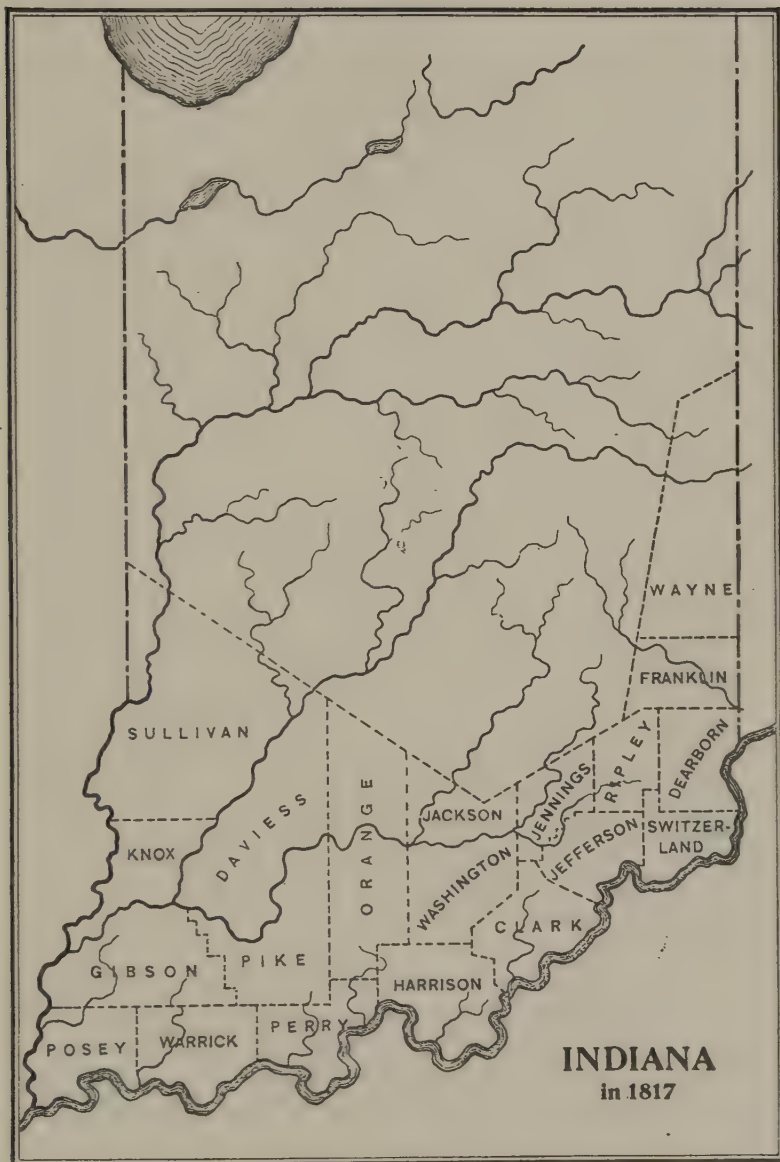 WAYNE
FRANKLIN
SULLIVAN
DAVIESS
ORANGE
JACKSON
JENNINGS
RIPLEY
DEARBORN
KNOX
WASHINGTON
JEFFERSON
SWITZER-
LAND
CLARK
GIBSON
PIKE
HARRISON
POSEY
WARRICK
PERRY
INDIANA
in 1817